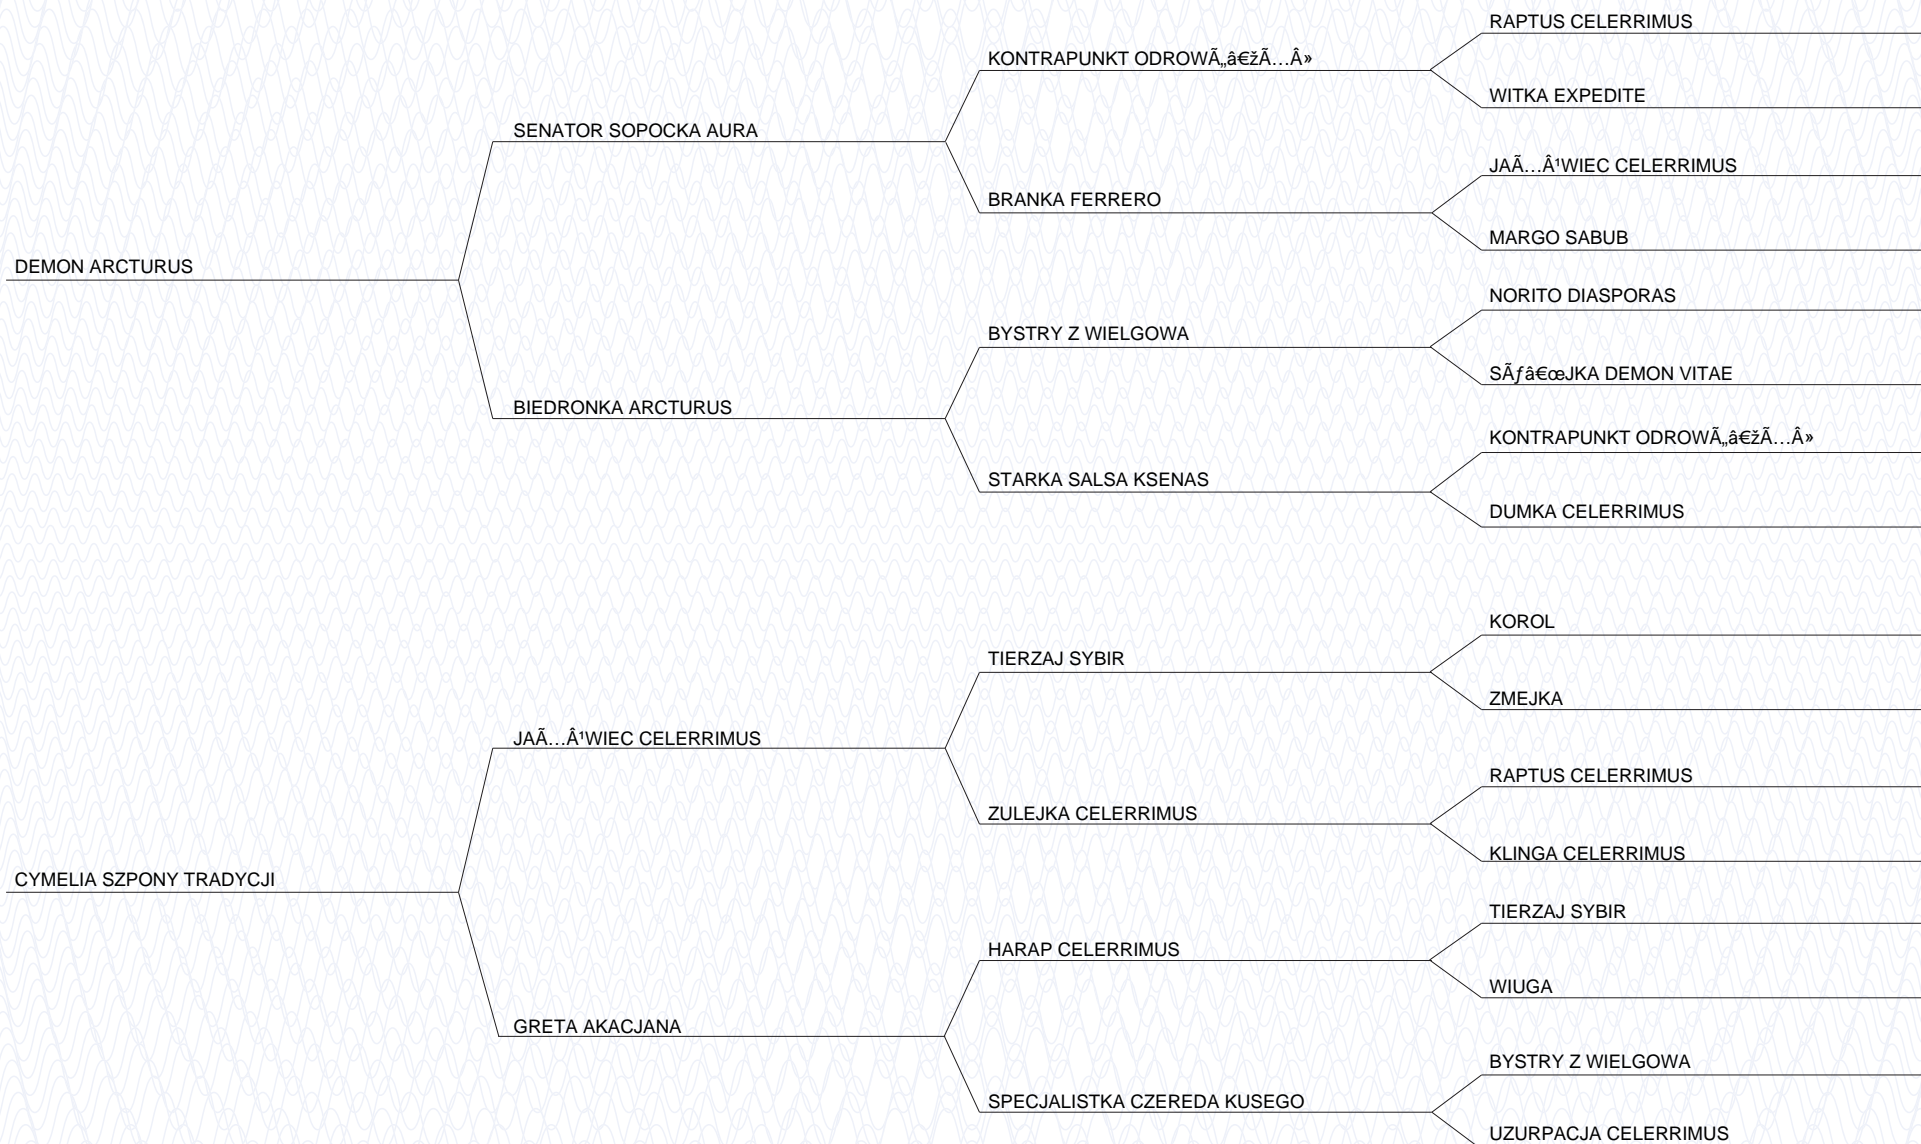 RAPTUS CELERRIMUS
KONTRAPUNKT ODROWÃ„â€žÃ…Â»
WITKA EXPEDITE
SENATOR SOPOCKA AURA
JAÃ…Â¹WIEC CELERRIMUS
BRANKA FERRERO
MARGO SABUB
DEMON ARCTURUS
NORITO DIASPORAS
BYSTRY Z WIELGOWA
SÃƒâ€œJKA DEMON VITAE
BIEDRONKA ARCTURUS
KONTRAPUNKT ODROWÃ„â€žÃ…Â»
STARKA SALSA KSENAS
DUMKA CELERRIMUS
KOROL
TIERZAJ SYBIR
ZMEJKA
JAÃ…Â¹WIEC CELERRIMUS
RAPTUS CELERRIMUS
ZULEJKA CELERRIMUS
KLINGA CELERRIMUS
CYMELIA SZPONY TRADYCJI
TIERZAJ SYBIR
HARAP CELERRIMUS
WIUGA
GRETA AKACJANA
BYSTRY Z WIELGOWA
SPECJALISTKA CZEREDA KUSEGO
UZURPACJA CELERRIMUS